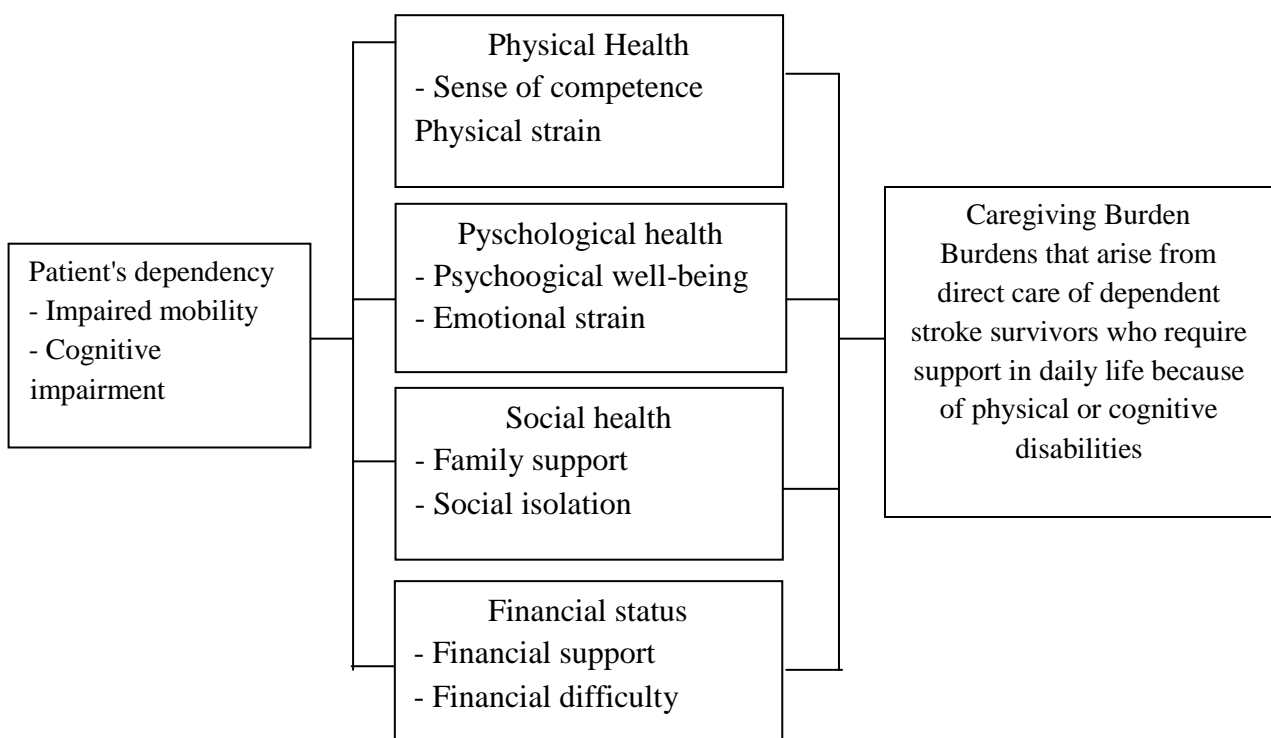 Patient's dependency
- Impaired mobility
- Cognitive
impairment
Physical Health
- Sense of competence
Physical strain
Pyschological health
- Psychoogical well-being
- Emotional strain
Social health
- Family support
- Social isolation
Financial status
- Financial support
- Financial difficulty
Caregiving Burden
Burdens that arise from
direct care of dependent
stroke survivors who require
support in daily life because
of physical or cognitive
disabilities